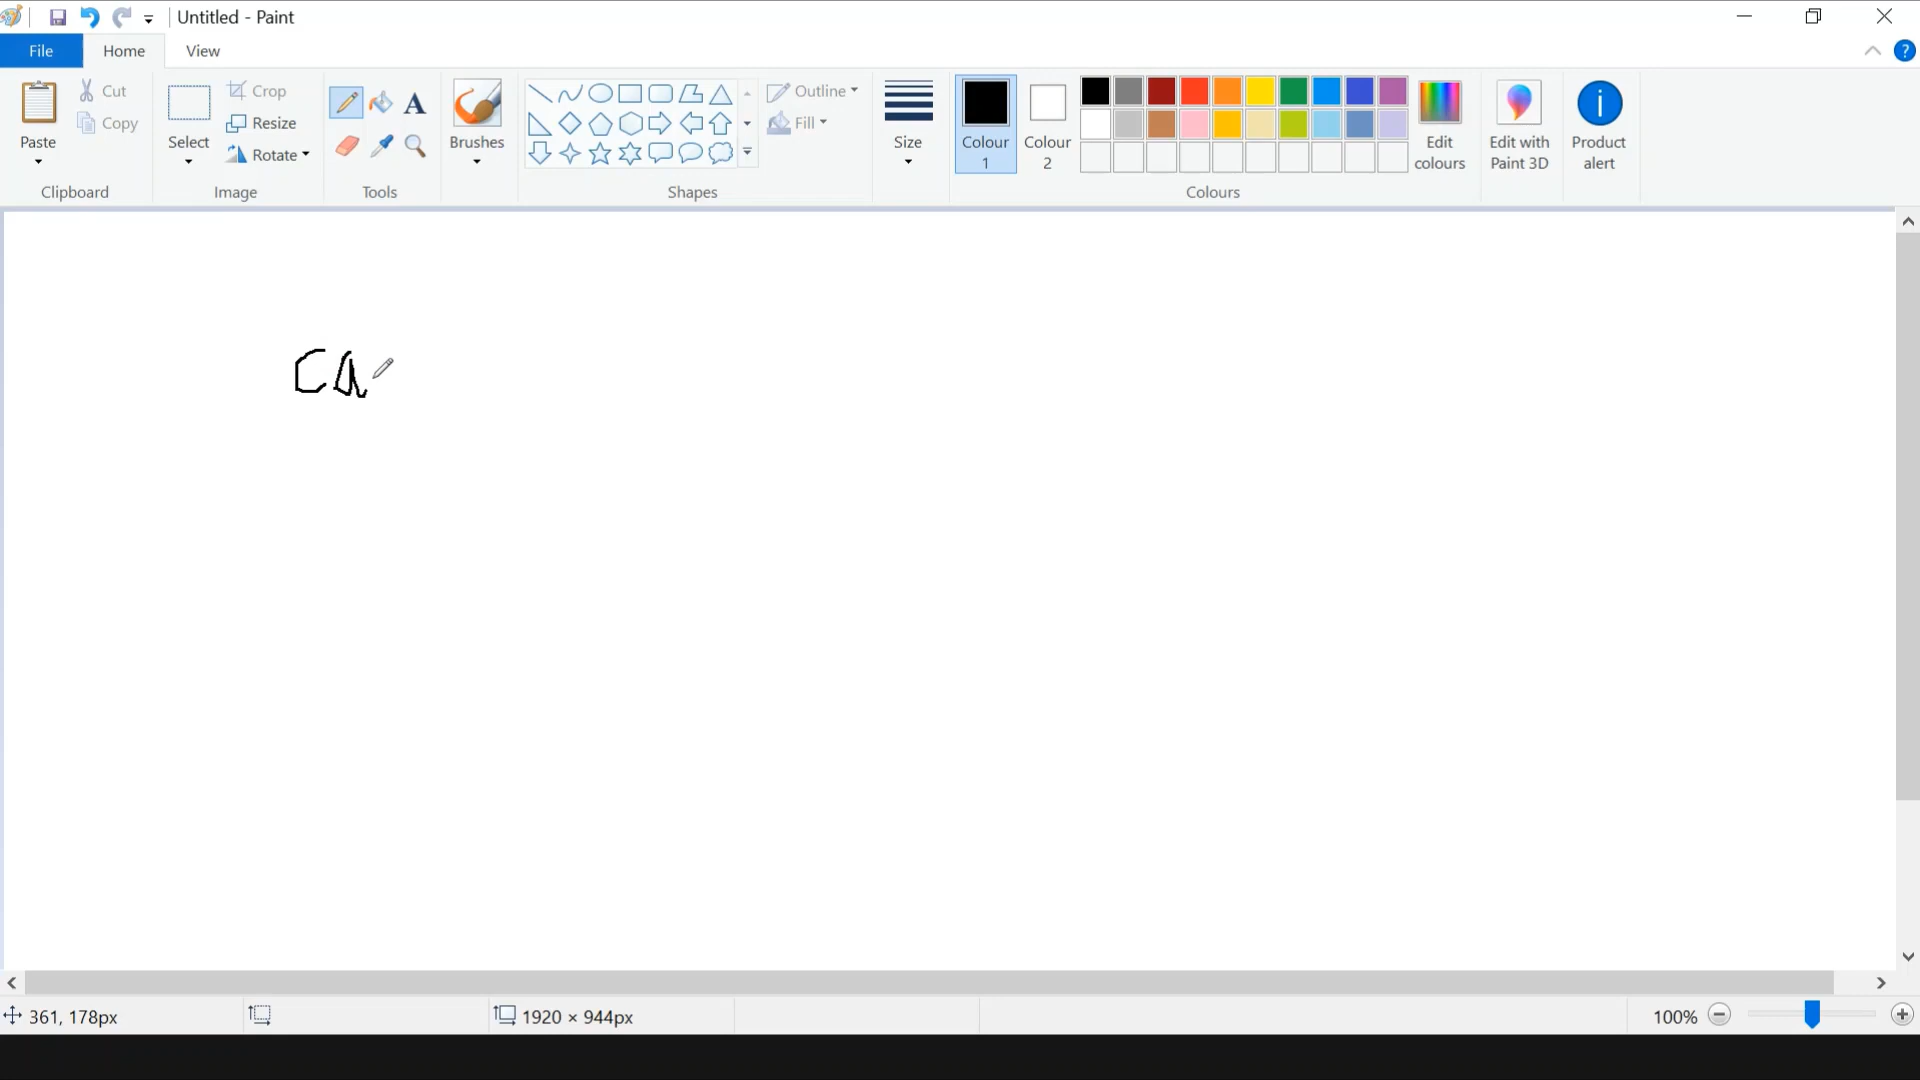 Untitled - Paint
File Home View
Paste Cut Copy Clipboard
Select Crop Resize Rotate Image
A Tools
Brushes
Shapes
Outline Fill
Size
Colour 1 Colour 2 Colours
Edit colours
Edit with Paint 3D
Product alert
ca
361, 178px 1920 × 944px 100%